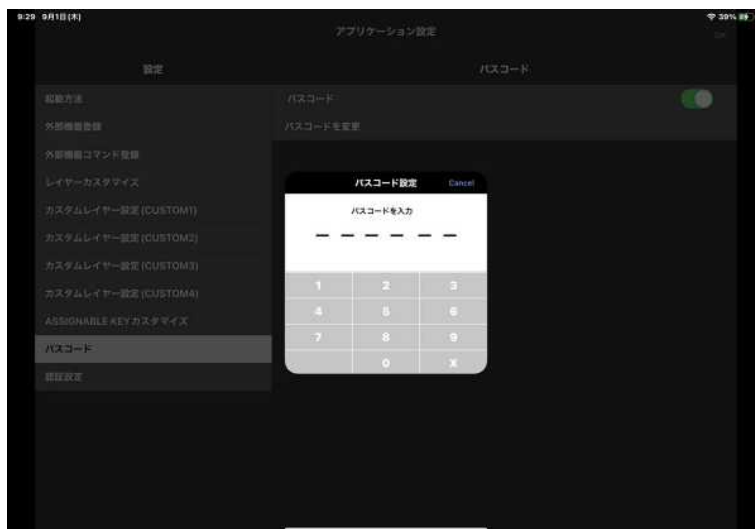 9:29 9月1日(木)
39%
アプリケーション設定
OK
設定
パスコード
起動方法
外部機器登録
外部機器コマンド登録
レイヤーカスタマイズ
カスタムレイヤー設定(CUSTOM1)
カスタムレイヤー設定(CUSTOM2)
カスタムレイヤー設定(CUSTOM3)
カスタムレイヤー設定(CUSTOM4)
ASSIGNABLE KEYカスタマイズ
パスコード
認証設定
パスコード
パスコードを変更
パスコード設定 Cancel
パスコードを入力
1 2 3
4 5 6
7 8 9
0 X